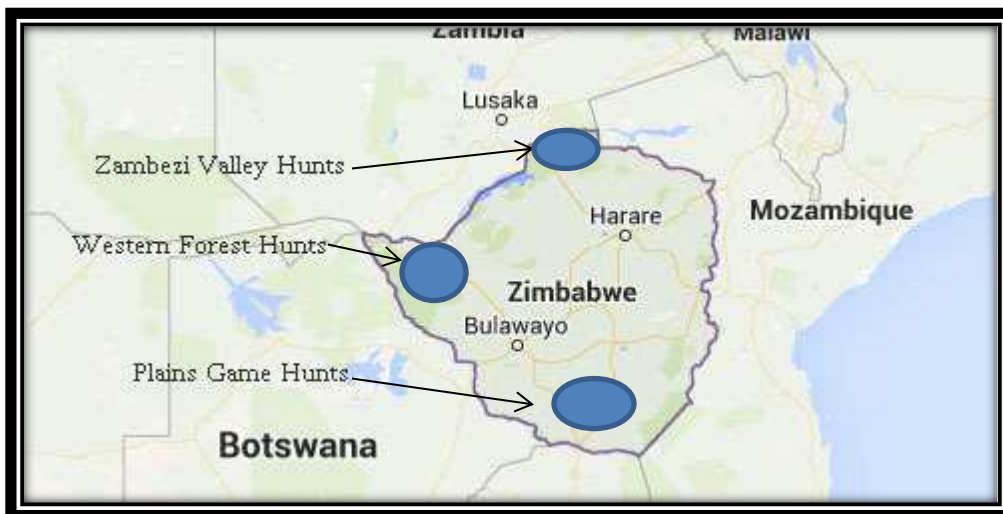 Zambia
Malawi
Lusaka
Zambezi Valley Hunts
Harare
Mozambique
Western Forest Hunts
Zimbabwe
Bulawayo
Plains Game Hunts
Botswana